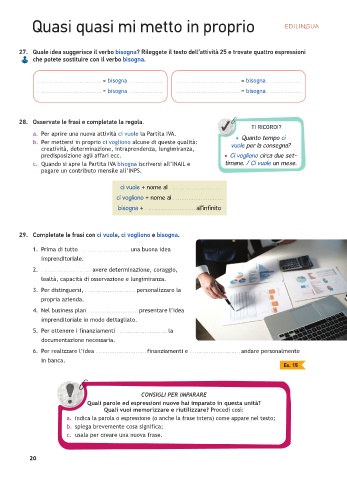 Quasi quasi mi metto in proprio
EDILINGUA
27. Quale idea suggerisce il verbo bisogna? Rileggete il testo dell'attività 25 e trovate quattro espressioni
che potete sostituire con il verbo bisogna.
= bisogna
= bisogna
= bisogna
= bisogna
28. Osservate le frasi e completate la regola.
a. Per aprire una nuova attività ci vuole la Partita IVA.
b. Per mettersi in proprio ci vogliono alcune di queste qualità:
creatività, determinazione, intraprendenza, lungimiranza,
predisposizione agli affari ecc.
c. Quando si apre la Partita IVA bisogna iscriversi all'INAIL e
pagare un contributo mensile all'INPS.
TI RICORDI?
• Quanto tempo ci
vuole per la consegna?
• Ci vogliono circa due set-
timane. / Ci vuole un mese.
ci vuole + nome al
ci vogliono + nome al
bisogna + all'infinito
29. Completate le frasi con ci vuole, ci vogliono e bisogna.
1. Prima di tutto una buona idea
imprenditoriale.
2. avere determinazione, coraggio,
lealtà, capacità di osservazione e lungimiranza.
3. Per distinguersi, personalizzare la
propria azienda.
4. Nel business plan presentare l'idea
imprenditoriale in modo dettagliato.
5. Per ottenere i finanziamenti la
documentazione necessaria.
6. Per realizzare l'idea finanziamenti e andare personalmente
in banca.
Es. 15
CONSIGLI PER IMPARARE
Quali parole ed espressioni nuove hai imparato in questa unità?
Quali vuoi memorizzare e riutilizzare? Procedi così:
a. indica la parola o espressione (o anche la frase intera) come appare nel testo;
b. spiega brevemente cosa significa;
c. usala per creare una nuova frase.
20